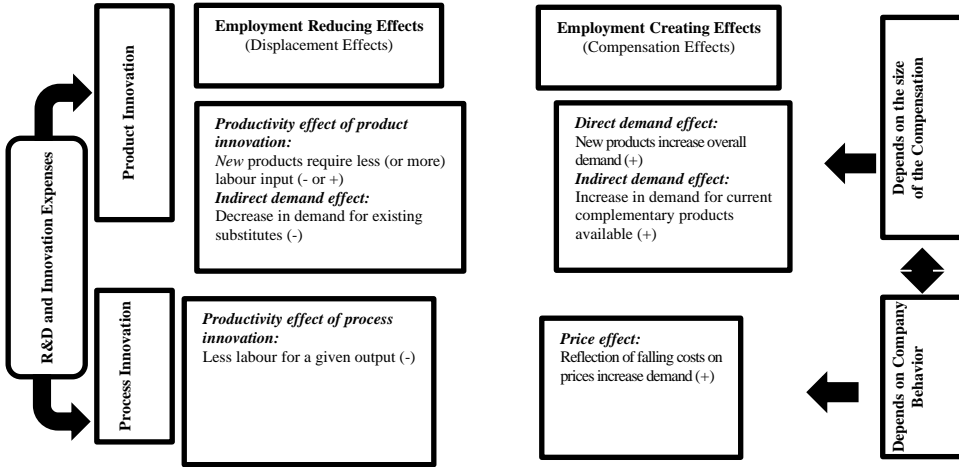 R&D and Innovation Expenses
Product Innovation
Employment Reducing Effects
(Displacement Effects)
Employment Creating Effects
(Compensation Effects)
Productivity effect of product
innovation:
New products require less (or more)
labour input (- or +)
Indirect demand effect:
Decrease in demand for existing
substitutes (-)
Direct demand effect:
New products increase overall
demand (+)
Indirect demand effect:
Increase in demand for current
complementary products
available (+)
Depends on the size
of the Compensation
Process Innovation
Productivity effect of process
innovation:
Less labour for a given output (-)
Price effect:
Reflection of falling costs on
prices increase demand (+)
Depends on Company
Behavior